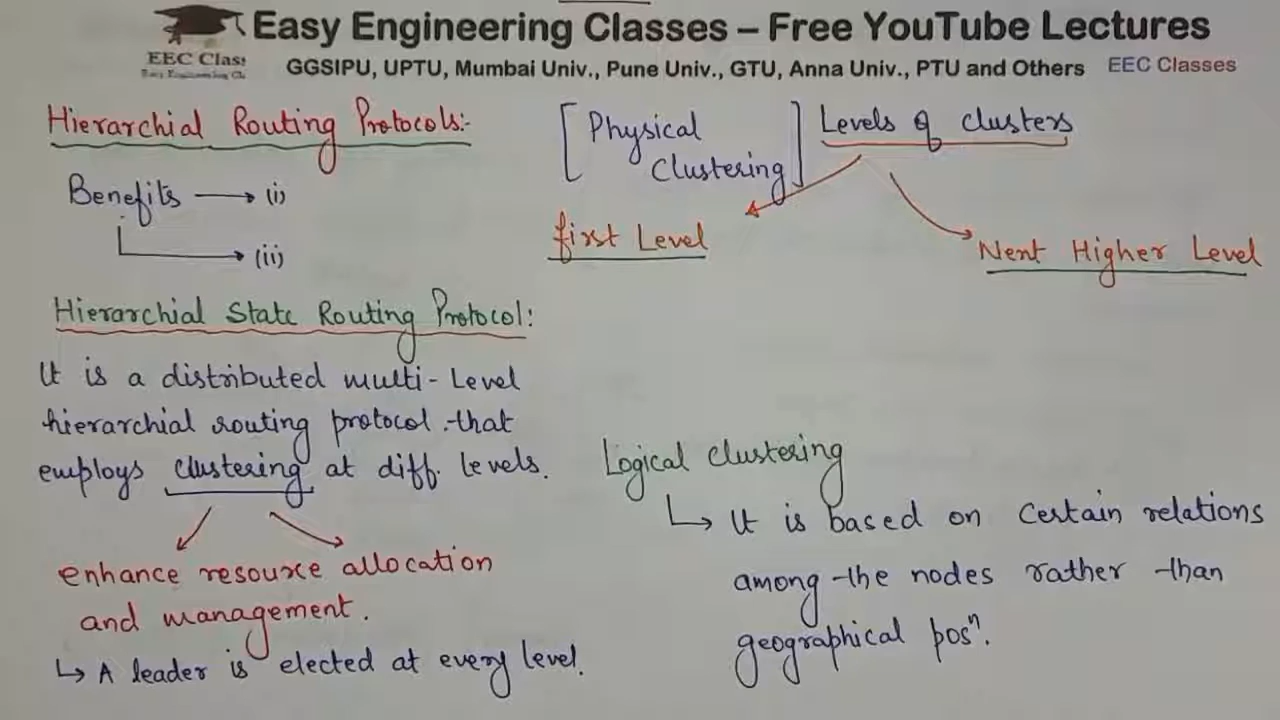 Easy Engineering Classes – Free YouTube Lectures
EEC Class
GGSIPU, UPTU, Mumbai Univ., Pune Univ., GTU, Anna Univ., PTU and Others
EEC Classes
Hierarchial Routing Protocols:-
Benefits → (i)
→ (ii)
Hierarchial State Routing Protocol:
It is a distributed multi-Level
hierarchial routing protocol that
employs clustering at diff. levels.
enhance resource allocation
and management.
↳ A leader is elected at every level.
[Physical
Clustering]
Levels of clusters
first Level
Next Higher Level
Logical clustering
↳ It is based on certain relations
among the nodes rather than
geographical posⁿ.